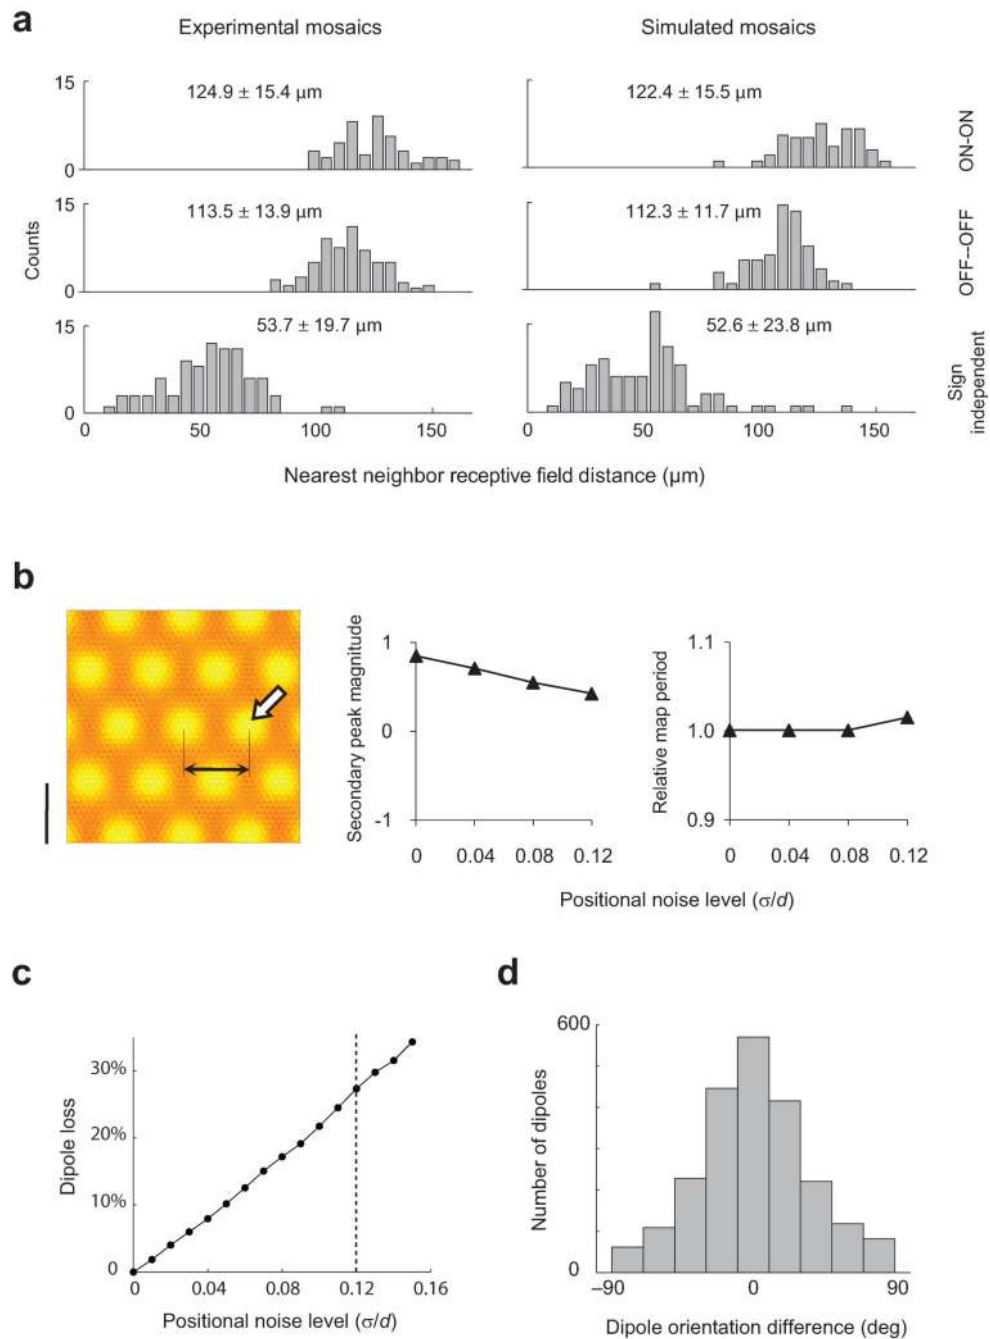 a
Experimental mosaics
Simulated mosaics
15
0
124.9 ± 15.4 µm
122.4 ± 15.5 µm
ON-ON
15
0
113.5 ± 13.9 µm
112.3 ± 11.7 µm
OFF--OFF
Counts
15
0
53.7 ± 19.7 µm
52.6 ± 23.8 µm
Sign
independent
0 50 100 150
0 50 100 150
Nearest neighbor receptive field distance (µm)
b
Secondary peak magnitude
1
0
-1
0 0.04 0.08 0.12
Relative map period
1.1
1.0
0.9
0 0.04 0.08 0.12
Positional noise level (σ/d)
c
Dipole loss
30%
20%
10%
0
0 0.04 0.08 0.12 0.16
Positional noise level (σ/d)
d
Number of dipoles
600
0
−90 0 90
Dipole orientation difference (deg)